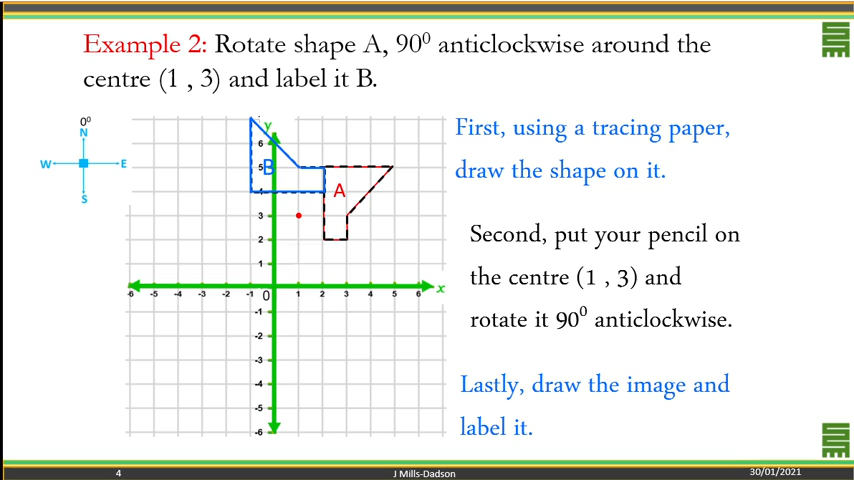 Example 2: Rotate shape A, 90⁰ anticlockwise around the
centre (1 , 3) and label it B.
0⁰
N
W E
S
First, using a tracing paper,
draw the shape on it.
Second, put your pencil on
the centre (1 , 3) and
rotate it 90⁰ anticlockwise.
Lastly, draw the image and
label it.
y
6
5
B
4
A
3
2
1
-6 -5 -4 -3 -2 -1 0 1 2 3 4 5 6 x
-1
-2
-3
-4
-5
-6
4 J Mills-Dadson 30/01/2021